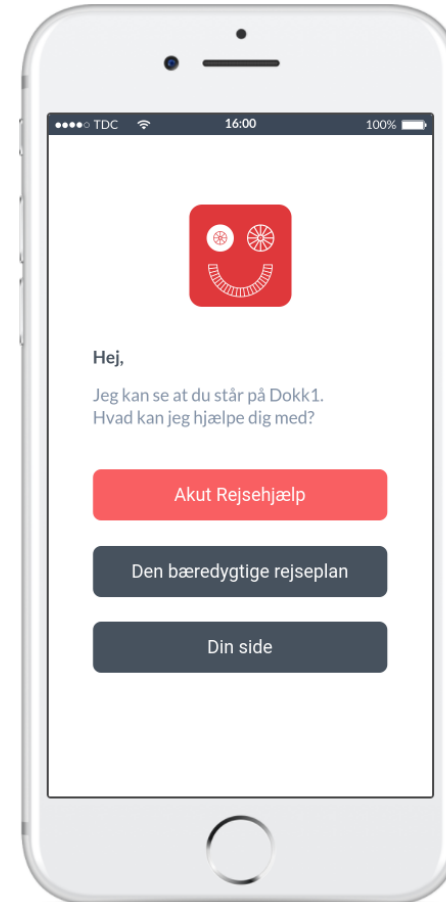 TDC 16:00 100%
Hej,
Jeg kan se at du står på Dokk1.
Hvad kan jeg hjælpe dig med?
Akut Rejsehjælp
Den bæredygtige rejseplan
Din side